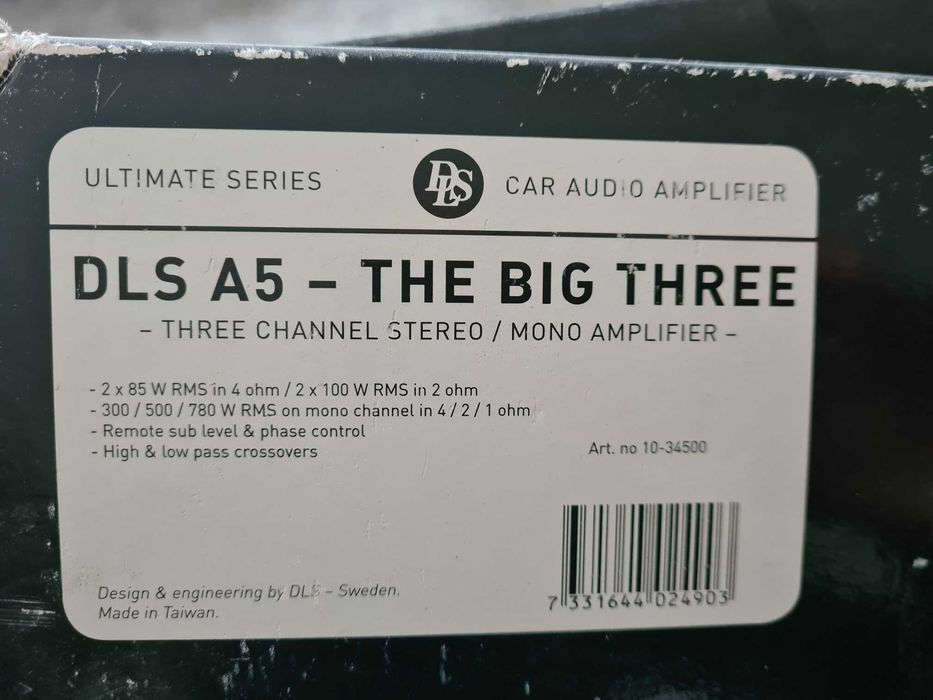 ULTIMATE SERIES DLS CAR AUDIO AMPLIFIER
DLS A5 – THE BIG THREE
– THREE CHANNEL STEREO / MONO AMPLIFIER –
- 2 x 85 W RMS in 4 ohm / 2 x 100 W RMS in 2 ohm
- 300 / 500 / 780 W RMS on mono channel in 4 / 2 / 1 ohm
- Remote sub level & phase control
- High & low pass crossovers
Art. no 10-34500
Design & engineering by DLS – Sweden.
Made in Taiwan.
7 331644 024903